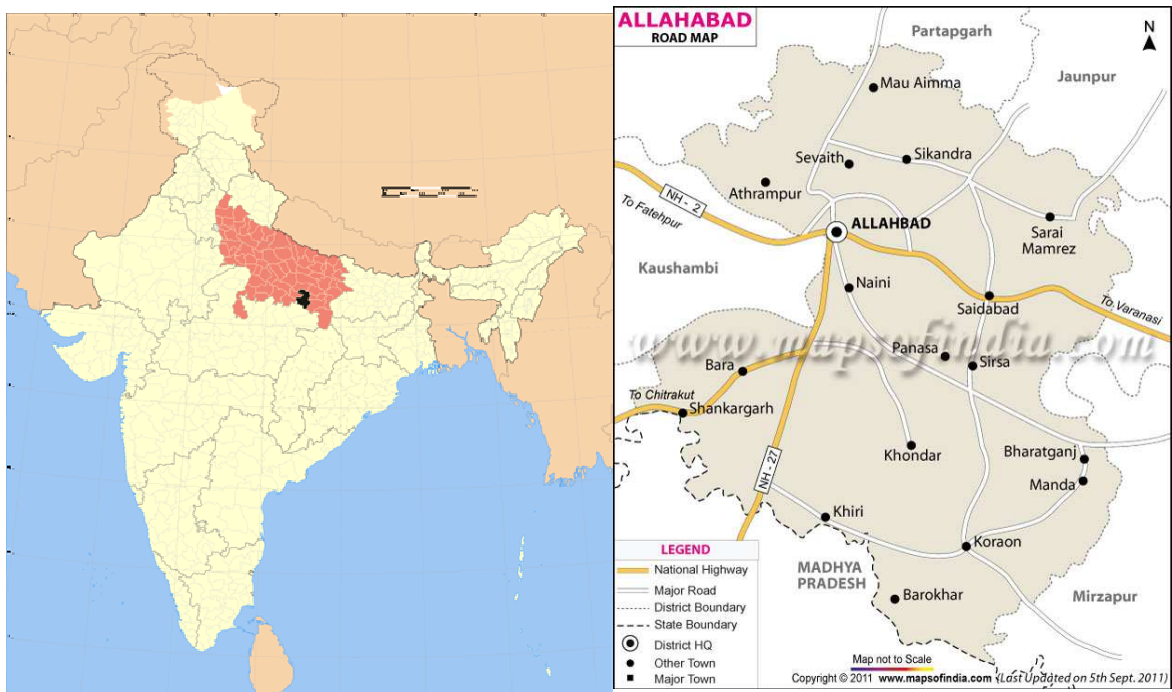 ALLAHABAD
ROAD MAP
N
Partapgarh
Jaunpur
Mau Aimma
Sevaith
Sikandra
Athrampur
NH - 2
To Fatehpur
ALLAHBAD
Sarai
Mamrez
Kaushambi
Naini
Saidabad
To Varanasi
www.mapsofindia.com
Panasa
Sirsa
Bara
To Chitrakut
Shankargarh
Khondar
Bharatganj
Manda
NH - 27
Khiri
Koraon
MADHYA
PRADESH
Barokhar
Mirzapur
LEGEND
National Highway
Major Road
District Boundary
State Boundary
District HQ
Other Town
Major Town
Map not to Scale
Copyright © 2011 www.mapsofindia.com (Last Updated on 5th Sept. 2011)